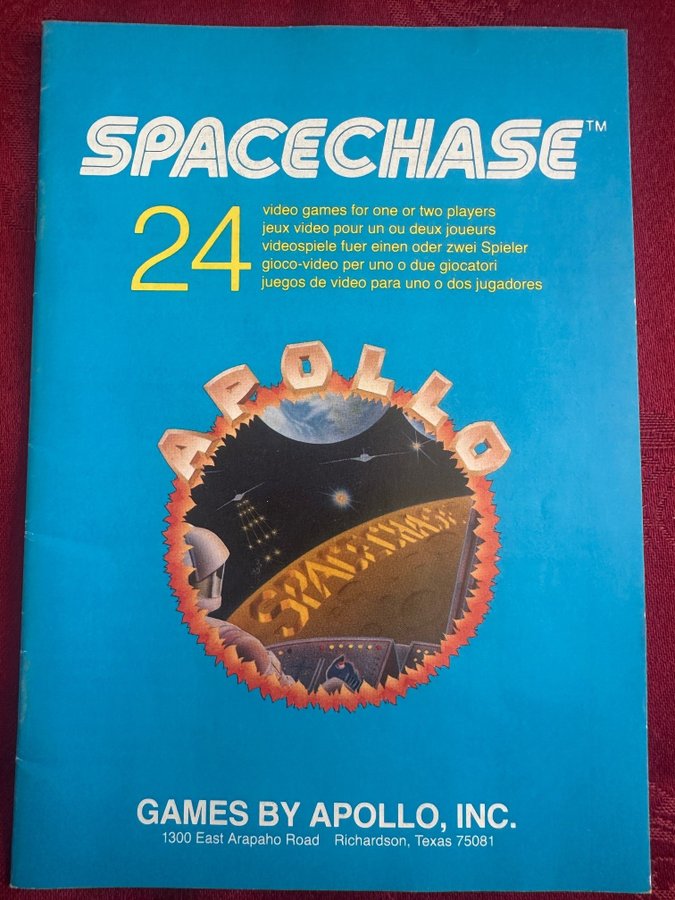 SPACECHASE™
24
video games for one or two players
jeux video pour un ou deux joueurs
videospiele fuer einen oder zwei Spieler
gioco-video per uno o due giocatori
juegos de video para uno o dos jugadores
APOLLO
SPACECHASE
GAMES BY APOLLO, INC.
1300 East Arapaho Road Richardson, Texas 75081